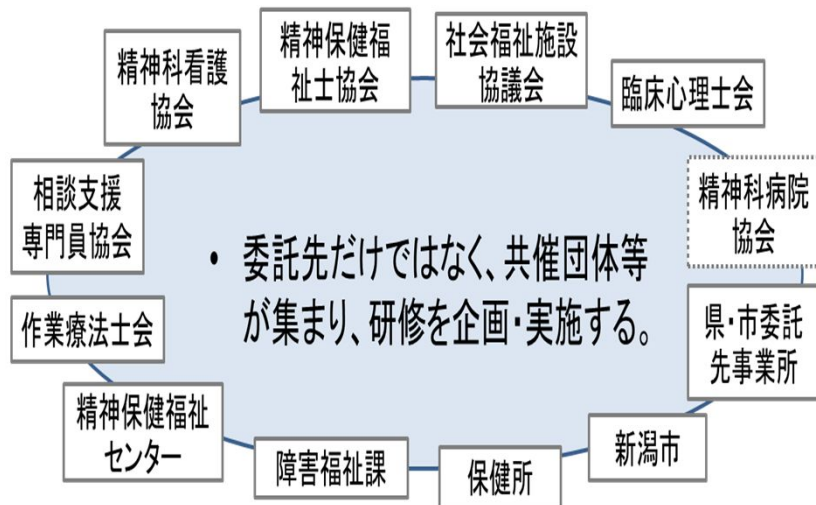 精神科看護
協会
精神保健福
祉士協会
社会福祉施設
協議会
臨床心理士会
精神科病院
協会
相談支援
専門員協会
• 委託先だけではなく、共催団体等
が集まり、研修を企画・実施する。
作業療法士会
県・市委託
先事業所
精神保健福祉
センター
障害福祉課
保健所
新潟市